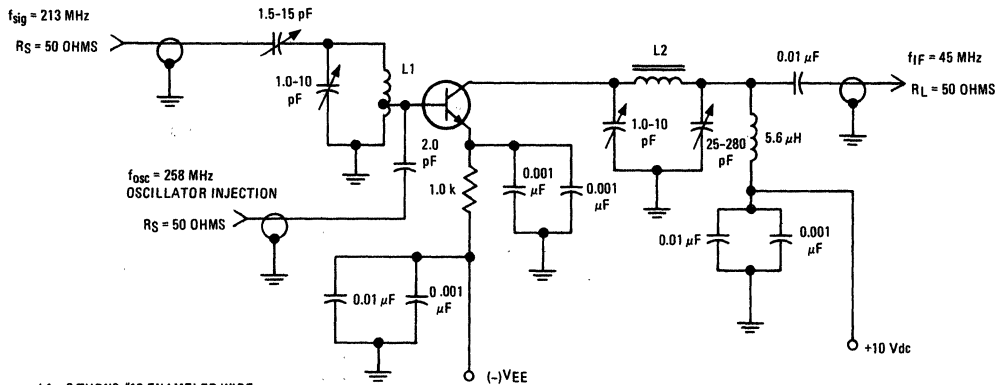 fsig = 213 MHz
RS = 50 OHMS
1.5-15 pF
1.0-10
pF
L1
2.0
pF
fosc = 258 MHz
OSCILLATOR INJECTION
RS = 50 OHMS
1.0 k
0.001
µF
0.001
µF
0.01 µF
0.001
µF
(-)VEE
L2
1.0-10
pF
25-280
pF
0.01 µF
fIF = 45 MHz
RL = 50 OHMS
5.6 µH
0.01 µF
0.001
µF
+10 Vdc